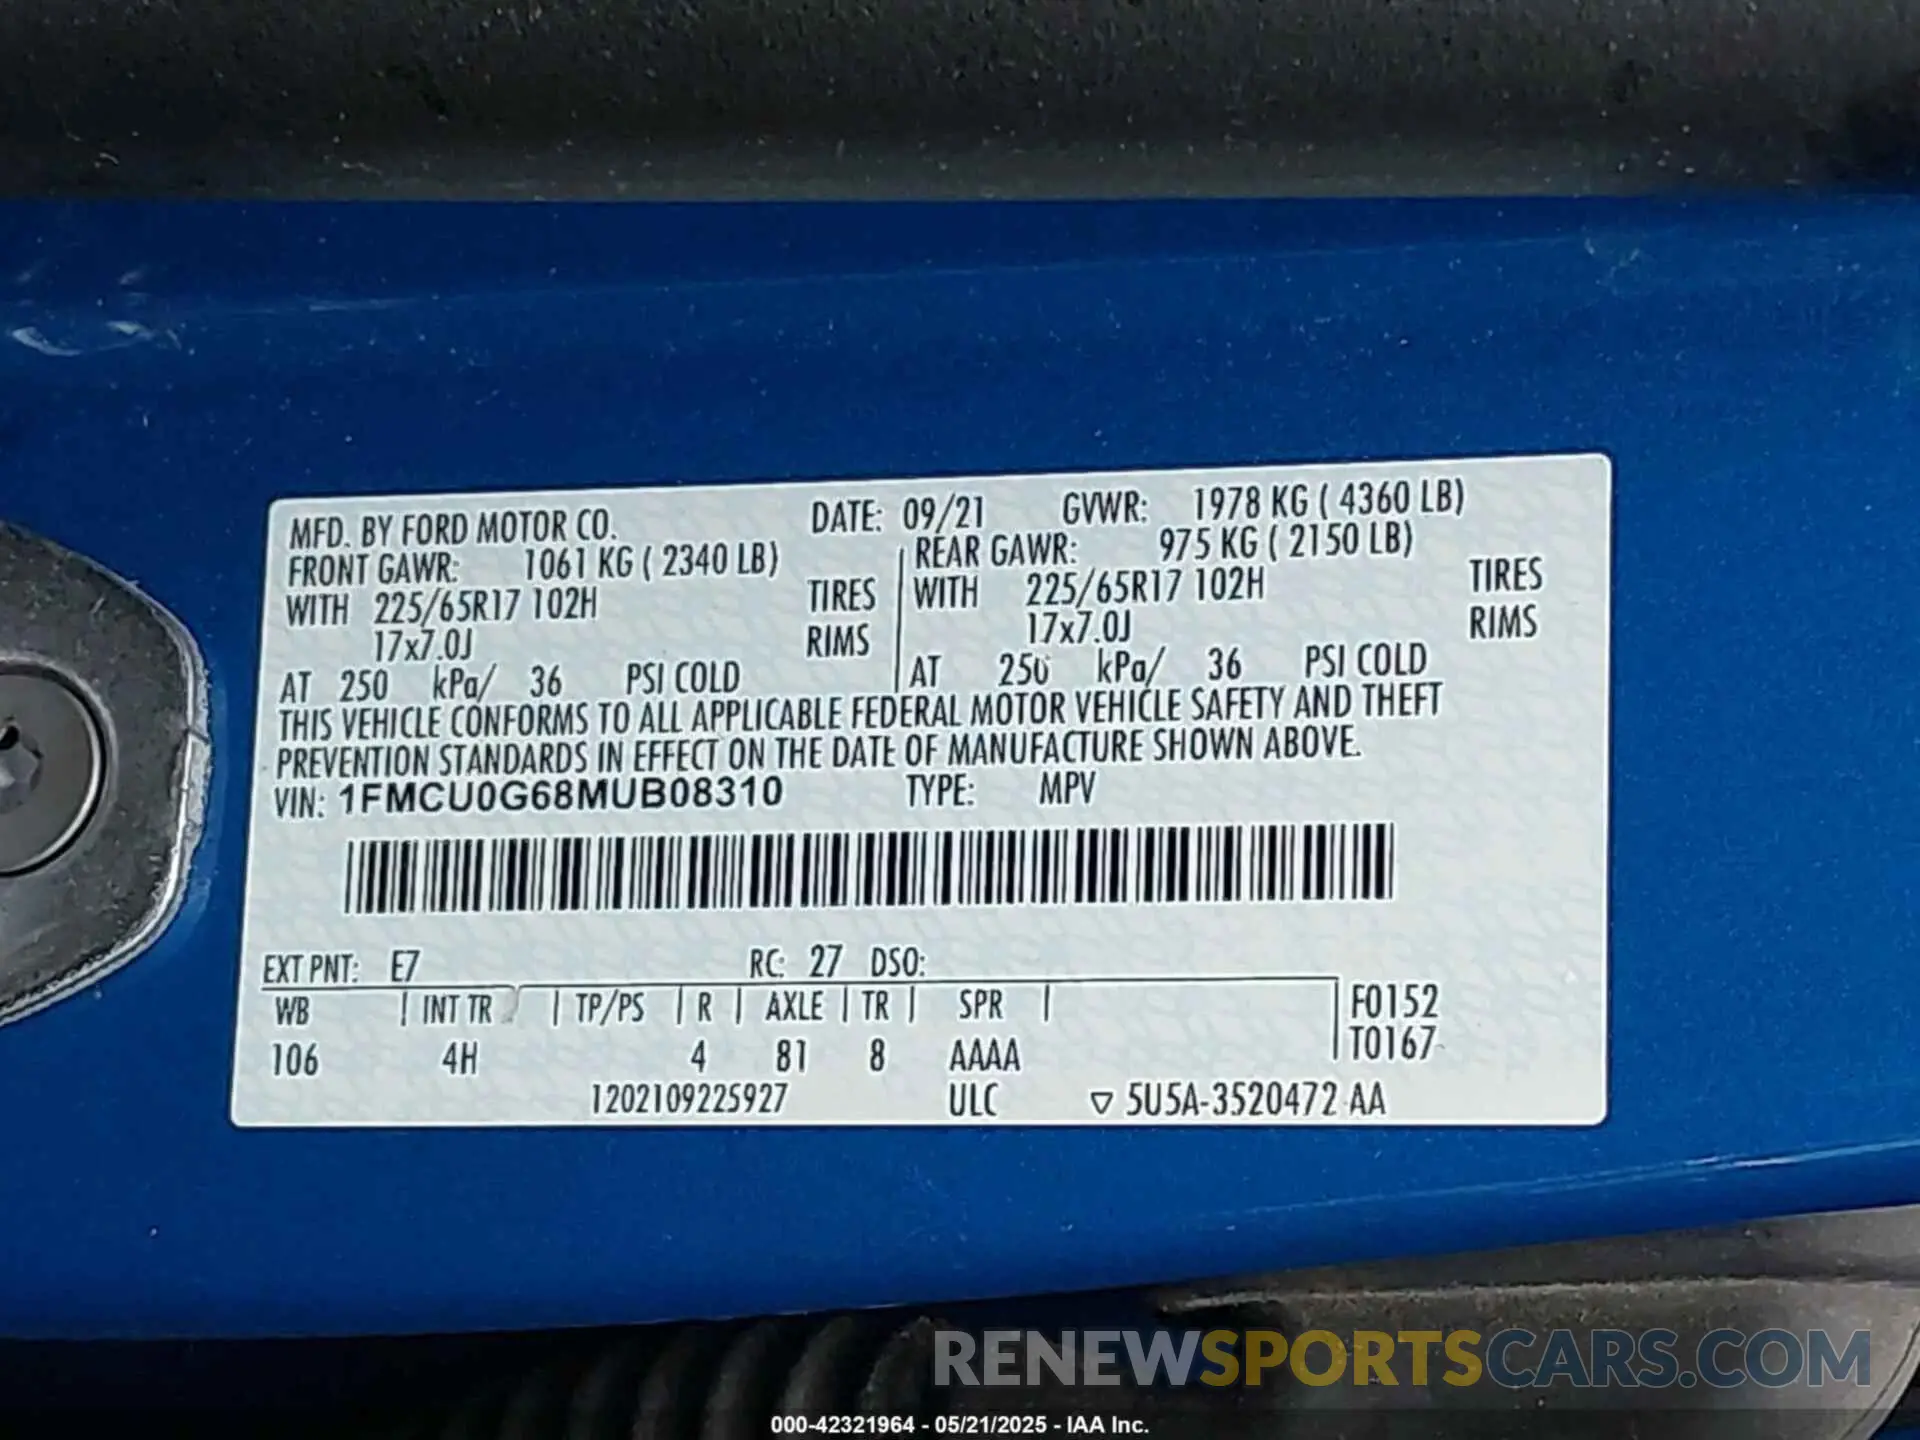 MFD. BY FORD MOTOR CO. DATE: 09/21 GVWR: 1978 KG ( 4360 LB)
FRONT GAWR: 1061 KG ( 2340 LB) REAR GAWR: 975 KG ( 2150 LB)
WITH 225/65R17 102H TIRES WITH 225/65R17 102H TIRES
17x7.0J RIMS 17x7.0J RIMS
AT 250 kPa/ 36 PSI COLD AT 250 kPa/ 36 PSI COLD
THIS VEHICLE CONFORMS TO ALL APPLICABLE FEDERAL MOTOR VEHICLE SAFETY AND THEFT
PREVENTION STANDARDS IN EFFECT ON THE DATE OF MANUFACTURE SHOWN ABOVE.
VIN: 1FMCU0G68MUB08310 TYPE: MPV
EXT PNT: E7 RC: 27 DSO:
WB | INT TR | TP/PS | R | AXLE | TR | SPR | F0152
T0167
106 4H 4 81 8 AAAA
1202109225927 ULC ▽ 5U5A-3520472 AA
RENEWSPORTSCARS.COM
000-42321964 - 05/21/2025 - IAA Inc.